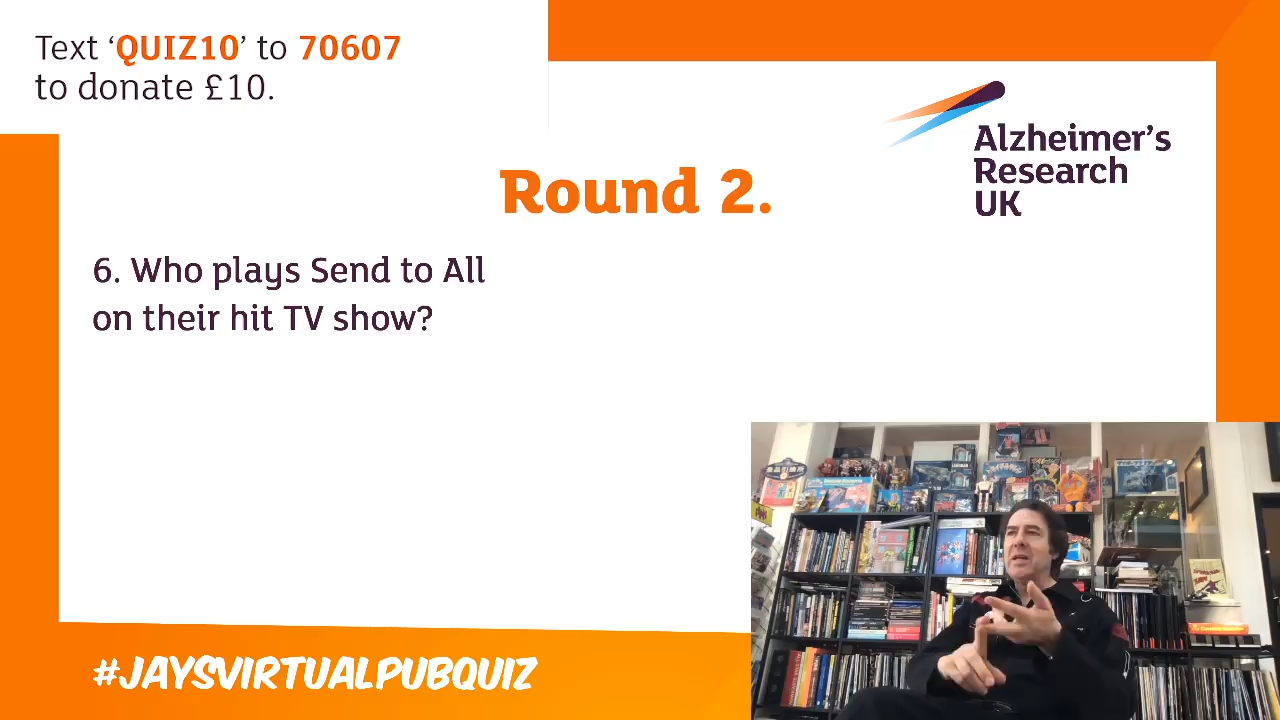 Text ‘QUIZ10’ to 70607
to donate £10.
Alzheimer’s
Research
UK
Round 2.
6. Who plays Send to All
on their hit TV show?
#JAYSVIRTUALPUBQUIZ